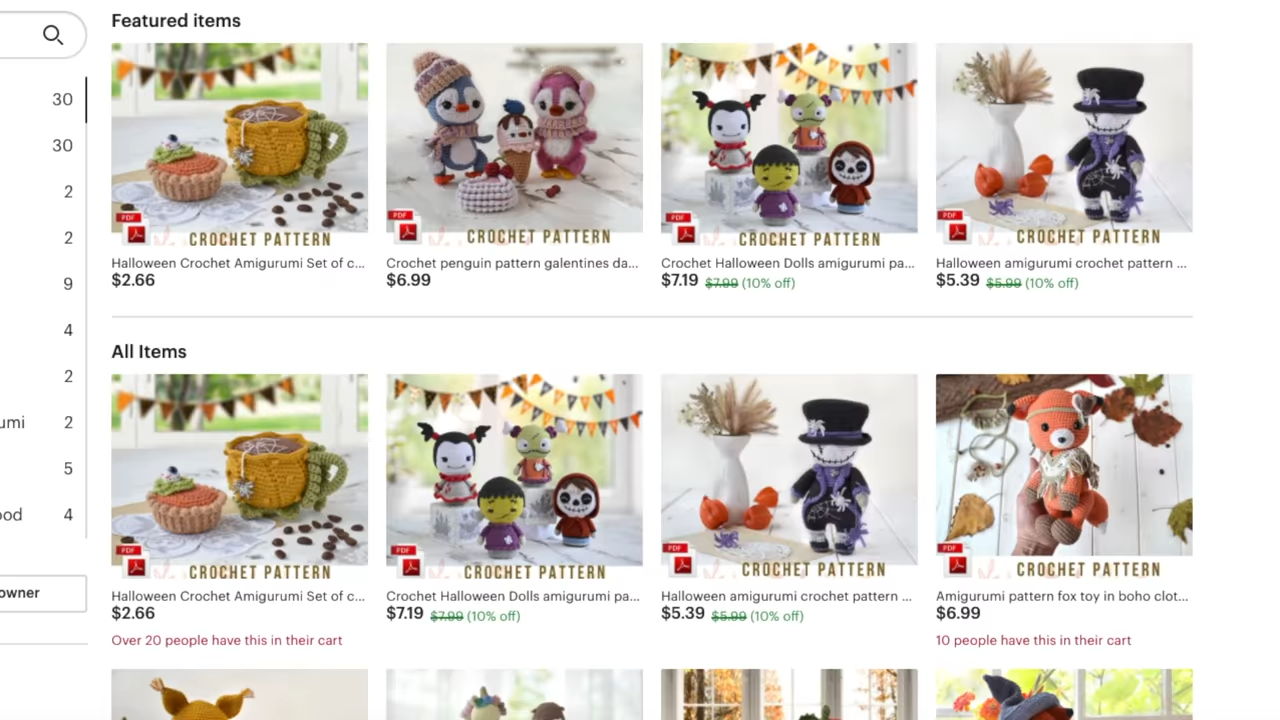 Featured items
30
30
2
2
9
4
2
umi 2
5
ood 4
owner
PDF
CROCHET PATTERN
PDF
CROCHET PATTERN
PDF
CROCHET PATTERN
PDF
CROCHET PATTERN
Halloween Crochet Amigurumi Set of c...
$2.66
Crochet penguin pattern galentines da...
$6.99
Crochet Halloween Dolls amigurumi pa...
$7.19 $7.99 (10% off)
Halloween amigurumi crochet pattern ...
$5.39 $5.99 (10% off)
All Items
PDF
CROCHET PATTERN
PDF
CROCHET PATTERN
PDF
CROCHET PATTERN
PDF
CROCHET PATTERN
Halloween Crochet Amigurumi Set of c...
$2.66
Over 20 people have this in their cart
Crochet Halloween Dolls amigurumi pa...
$7.19 $7.99 (10% off)
Halloween amigurumi crochet pattern ...
$5.39 $5.99 (10% off)
Amigurumi pattern fox toy in boho clot...
$6.99
10 people have this in their cart